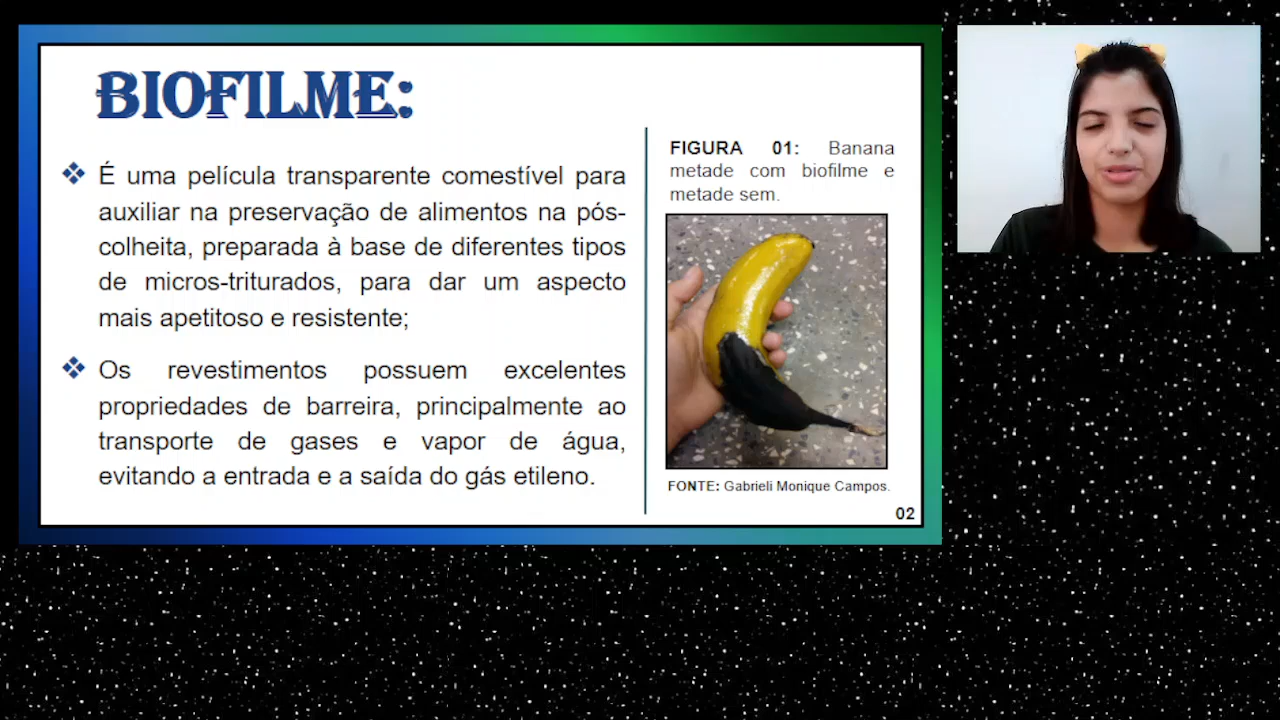 BIOFILME:
É uma película transparente comestível para
auxiliar na preservação de alimentos na pós-
colheita, preparada à base de diferentes tipos
de micros-triturados, para dar um aspecto
mais apetitoso e resistente;
Os revestimentos possuem excelentes
propriedades de barreira, principalmente ao
transporte de gases e vapor de água,
evitando a entrada e a saída do gás etileno.
FIGURA 01: Banana
metade com biofilme e
metade sem.
FONTE: Gabrieli Monique Campos.
02